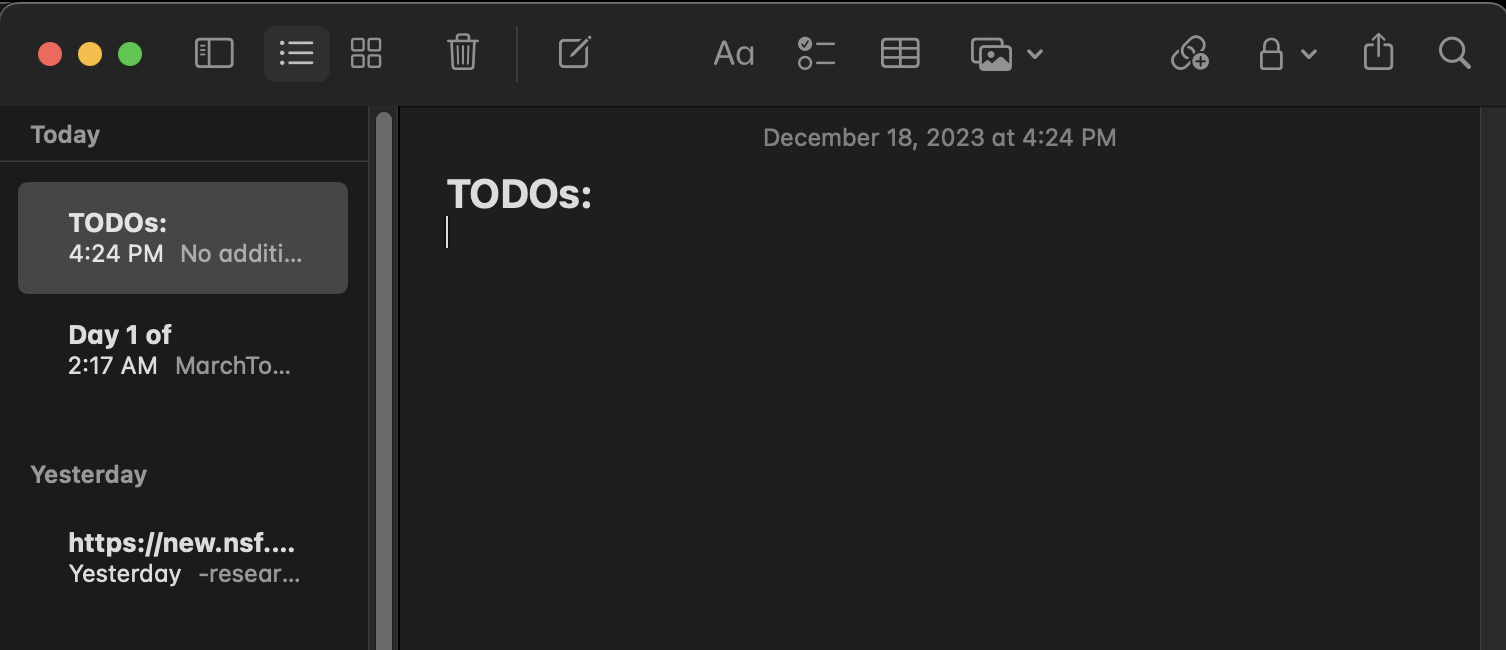 Aa
Today
TODOs:
4:24 PM No additi...
Day 1 of
2:17 AM MarchTo...
Yesterday
https://new.nsf....
Yesterday -resear...
December 18, 2023 at 4:24 PM
TODOs: